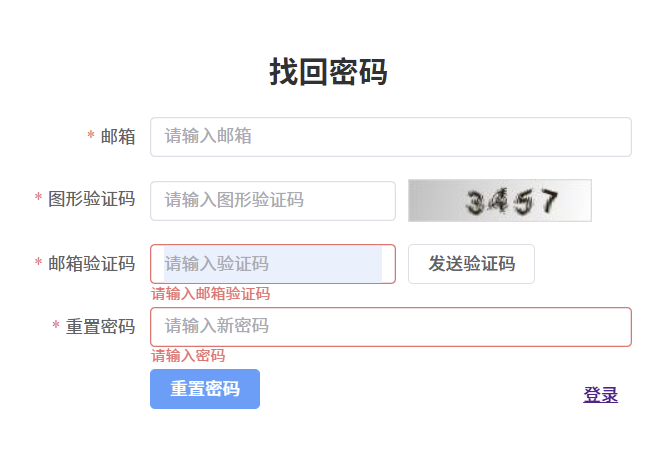 找回密码
* 邮箱 请输入邮箱
* 图形验证码 请输入图形验证码 3457
* 邮箱验证码 请输入验证码 发送验证码
请输入邮箱验证码
* 重置密码 请输入新密码
请输入密码
重置密码 登录